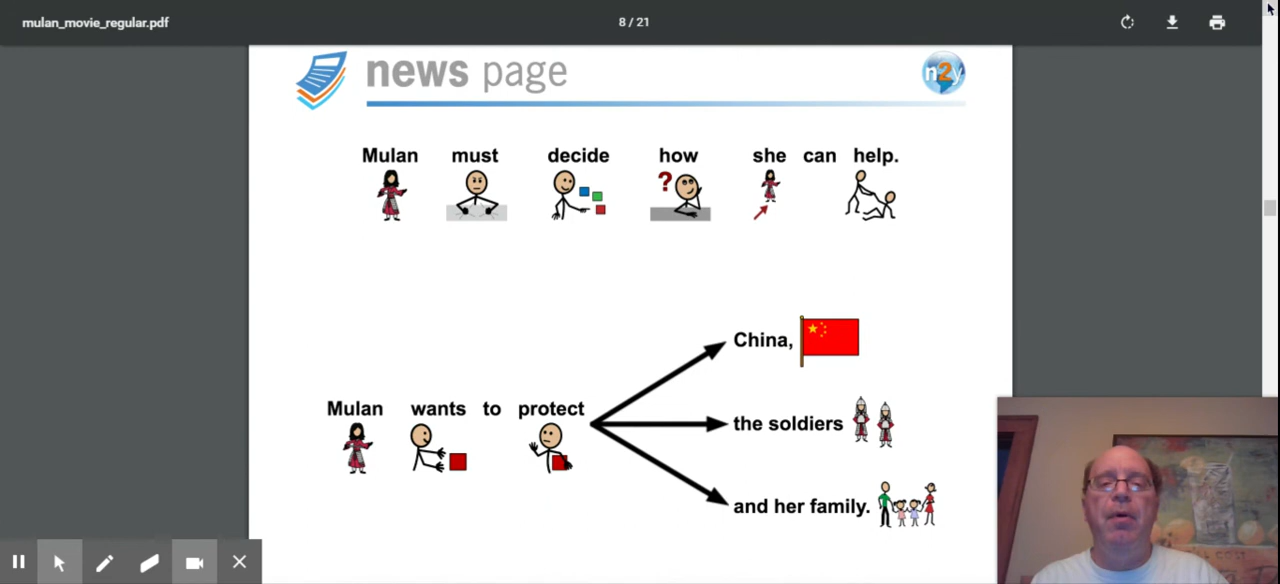 mulan_movie_regular.pdf
8 / 21
news page
n2y
Mulan must decide how she can help.
?
China,
Mulan wants to protect
the soldiers
and her family.